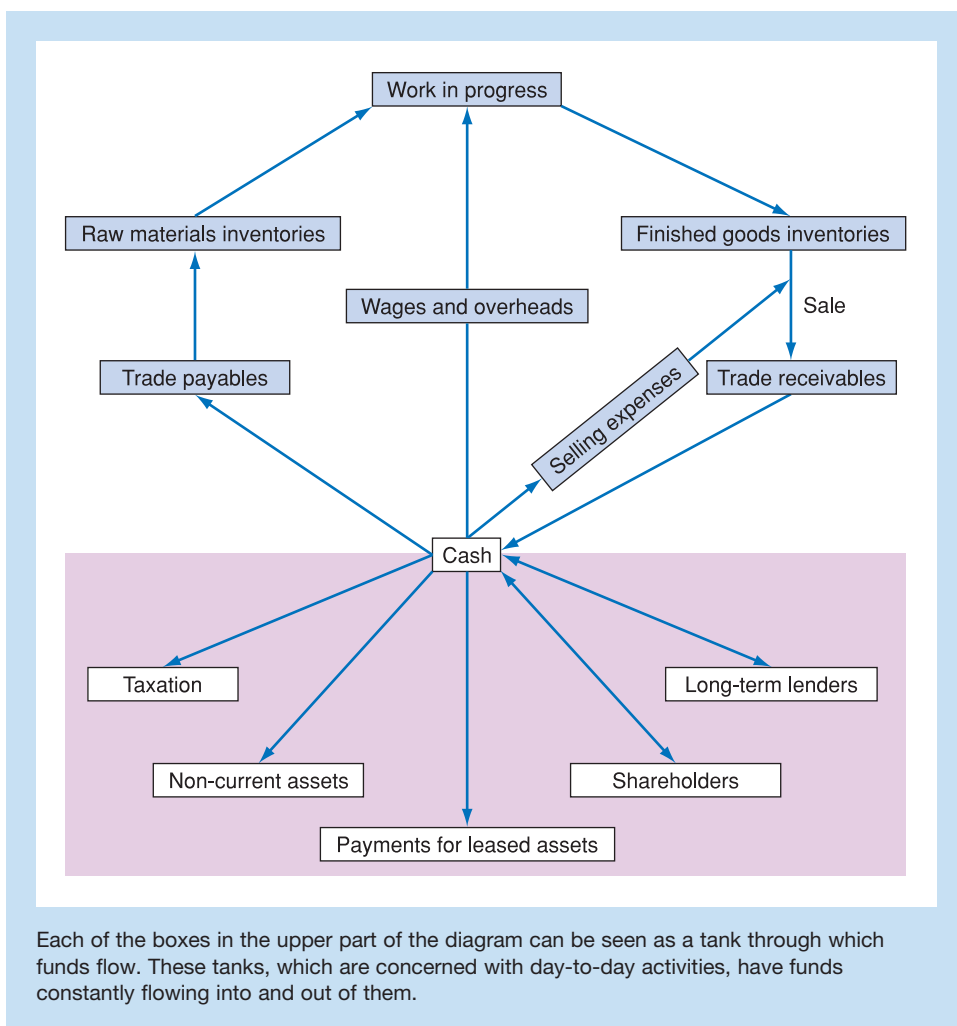 Work in progress
Raw materials inventories
Finished goods inventories
Wages and overheads
Sale
Trade payables
Selling expenses
Trade receivables
Cash
Taxation
Long-term lenders
Non-current assets
Shareholders
Payments for leased assets
Each of the boxes in the upper part of the diagram can be seen as a tank through which
funds flow. These tanks, which are concerned with day-to-day activities, have funds
constantly flowing into and out of them.